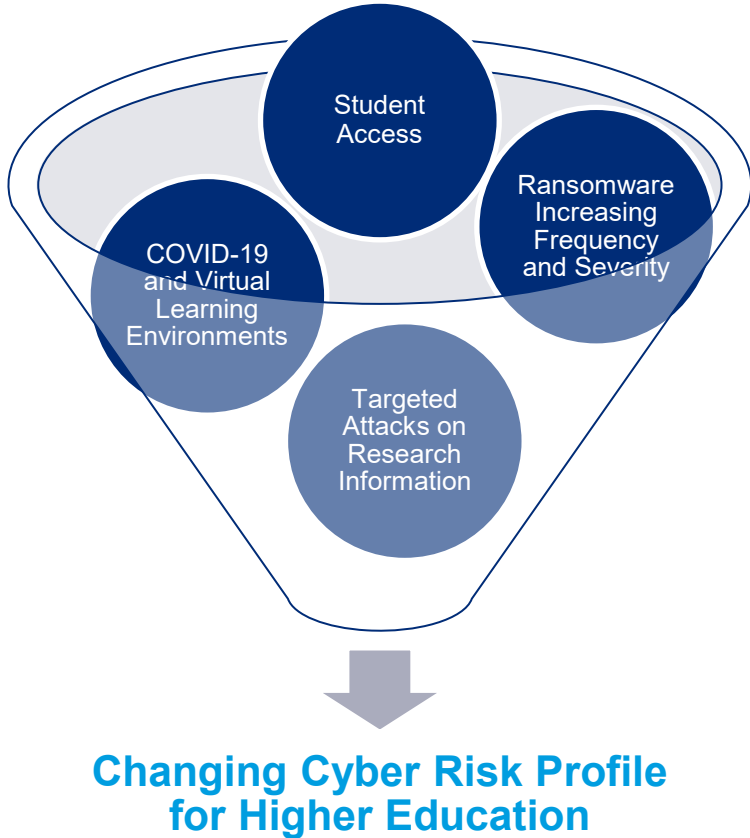 Student
Access
Ransomware
Increasing
Frequency
and Severity
COVID-19
and Virtual
Learning
Environments
Targeted
Attacks on
Research
Information
Changing Cyber Risk Profile
for Higher Education